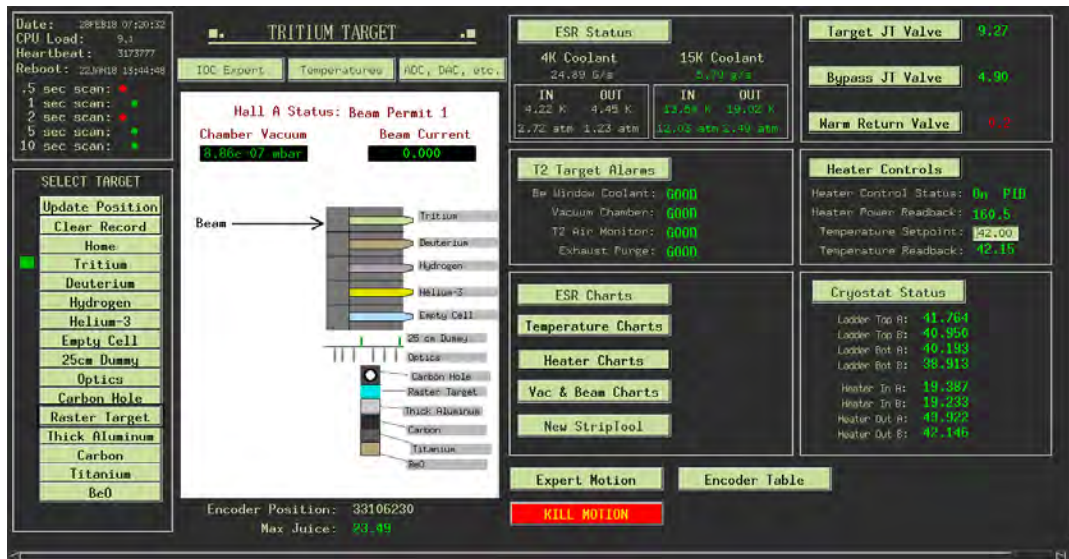 Date: 28FEB18 07:20:32
CPU Load: 9.1
Heartbeat: 3173777
Reboot: 22JAN18 13:44:48
.5 sec scan:
1 sec scan:
2 sec scan:
5 sec scan:
10 sec scan:
SELECT TARGET
Update Position
Clear Record
Home
Tritium
Deuterium
Hydrogen
Helium-3
Empty Cell
25cm Dummy
Optics
Carbon Hole
Raster Target
Thick Aluminum
Carbon
Titanium
BeO
TRITIUM TARGET
IOC Expert Temperatures ADC, DAC, etc.
Hall A Status: Beam Permit 1
Chamber Vacuum Beam Current
8.86e-07 mbar 0.000
Beam
Tritium
Deuterium
Hydrogen
Helium-3
Empty Cell
25 cm Dummy
Optics
Carbon Hole
Raster Target
Thick Aluminum
Carbon
Titanium
BeO
Encoder Position: 33106230
Max Juice: 23.49
ESR Status
4K Coolant 15K Coolant
24.89 G/s 5.70 g/s
IN OUT IN OUT
4.22 K 4.45 K K 19.02 K
2.72 atm 1.23 atm 12.03 atm 2.49 atm
T2 Target Alarms
Be Window Coolant: GOOD
Vacuum Chamber: GOOD
T2 Air Monitor: GOOD
Exhaust Purge: GOOD
ESR Charts
Temperature Charts
Heater Charts
Vac & Beam Charts
New StripTool
Expert Motion Encoder Table
KILL MOTION
Target JT Valve 9.27
Bypass JT Valve 4.90
Warm Return Valve
Heater Controls
Heater Control Status: On PID
Heater Power Readback: 160.5
Temperature Setpoint: 42.00
Temperature Readback: 42.15
Cryostat Status
Ladder Top A: 41.764
Ladder Top B: 40.950
Ladder Bot A: 40.193
Ladder Bot B: 38.913
Heater In A: 19.387
Heater In B: 19.233
Heater Out A: 43.922
Heater Out B: 42.146